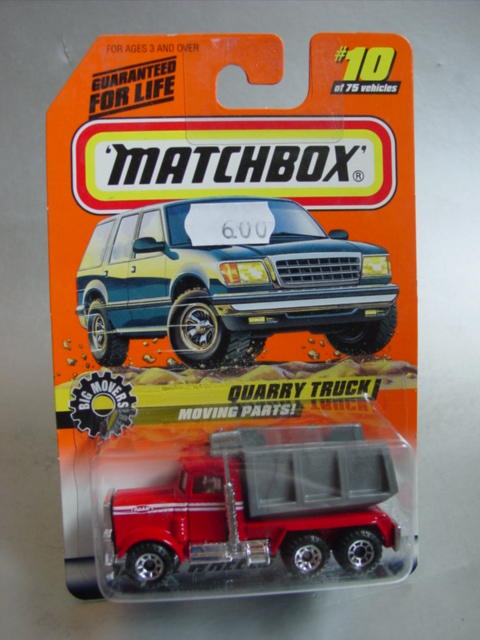 FOR AGES 3 AND OVER
GUARANTEED
FOR LIFE
#10
of 75 vehicles
'MATCHBOX'®
6.00
BIG MOVERS
QUARRY TRUCK
MOVING PARTS!